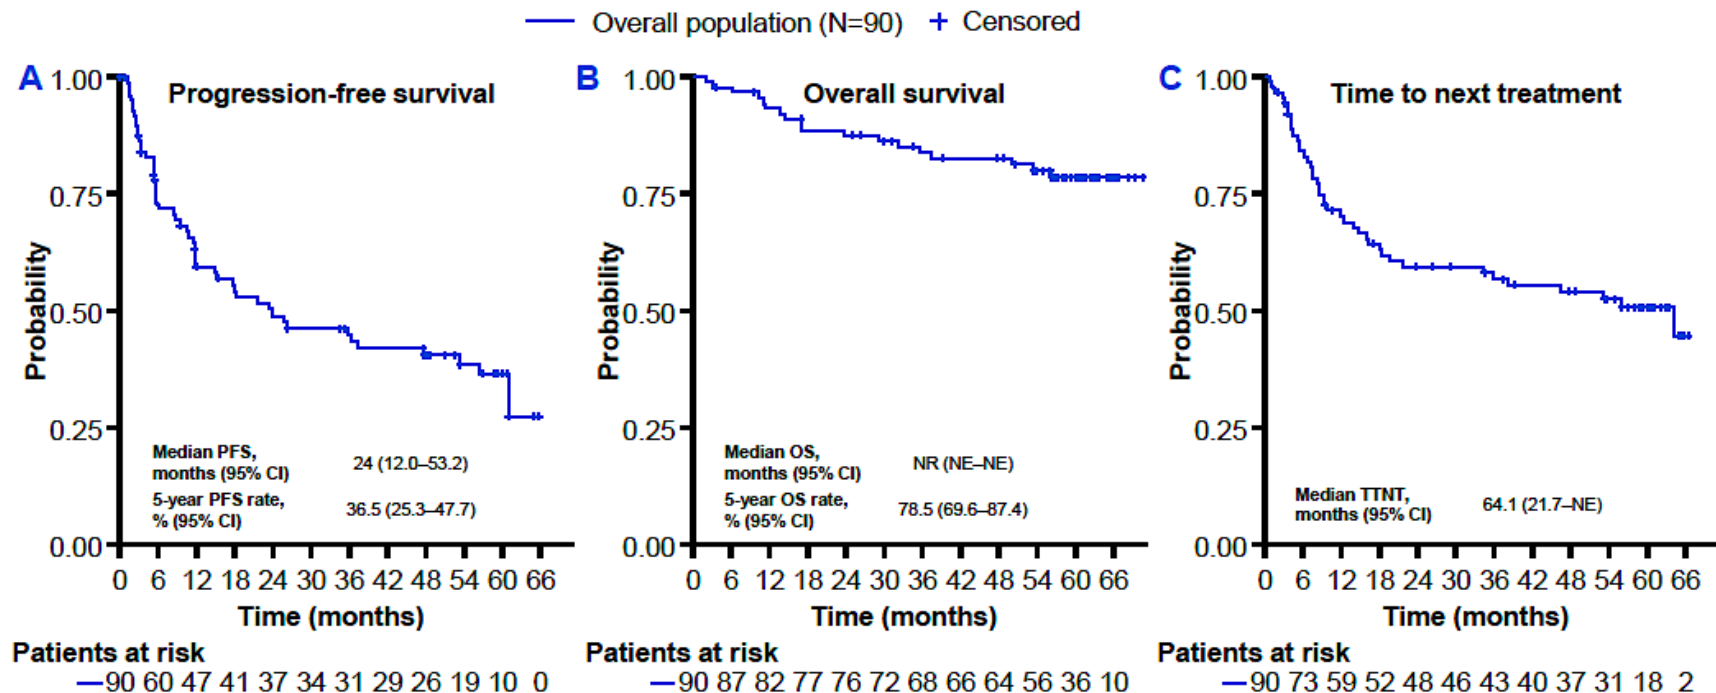 Overall population (N=90) + Censored
A Progression-free survival
1.00
0.75
0.50
0.25
0.00
Probability
Median PFS,
months (95% CI) 24 (12.0–53.2)
5-year PFS rate,
% (95% CI) 36.5 (25.3–47.7)
0 6 12 18 24 30 36 42 48 54 60 66
Time (months)
Patients at risk
90 60 47 41 37 34 31 29 26 19 10 0
B Overall survival
1.00
0.75
0.50
0.25
0.00
Probability
Median OS,
months (95% CI) NR (NE–NE)
5-year OS rate,
% (95% CI) 78.5 (69.6–87.4)
0 6 12 18 24 30 36 42 48 54 60 66
Time (months)
Patients at risk
90 87 82 77 76 72 68 66 64 56 36 10
C Time to next treatment
1.00
0.75
0.50
0.25
0.00
Probability
Median TTNT,
months (95% CI) 64.1 (21.7–NE)
0 6 12 18 24 30 36 42 48 54 60 66
Time (months)
Patients at risk
90 73 59 52 48 46 43 40 37 31 18 2